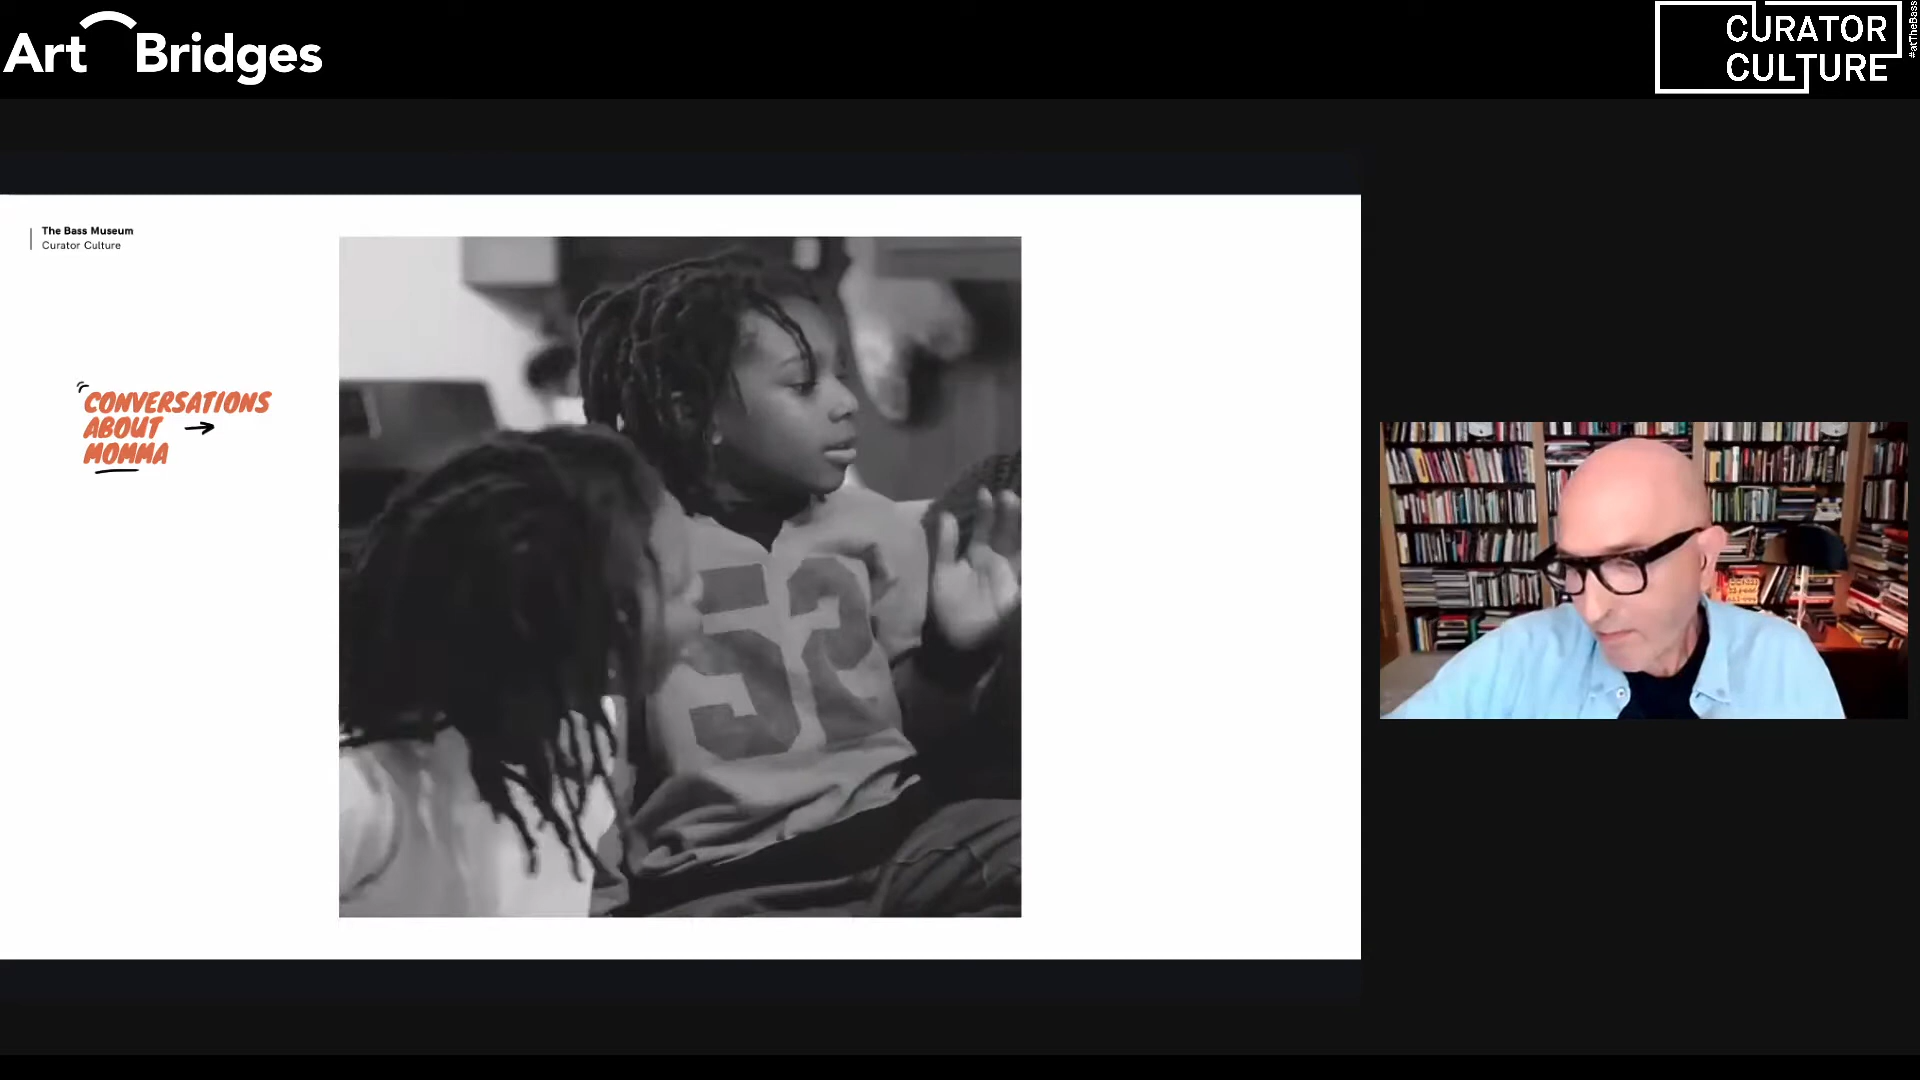 Art Bridges
CURATOR
CULTURE
#atTheBass
The Bass Museum
Curator Culture
CONVERSATIONS
ABOUT
MOMMA
52